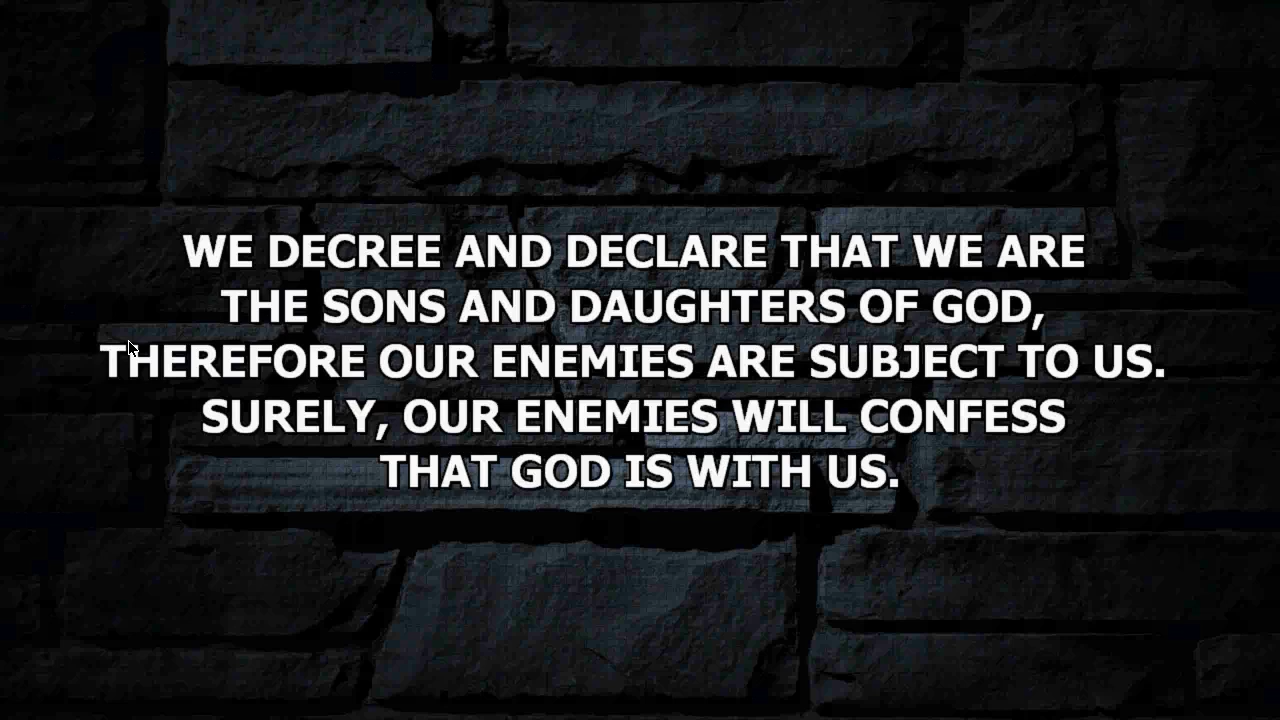 WE DECREE AND DECLARE THAT WE ARE
THE SONS AND DAUGHTERS OF GOD,
THEREFORE OUR ENEMIES ARE SUBJECT TO US.
SURELY, OUR ENEMIES WILL CONFESS
THAT GOD IS WITH US.